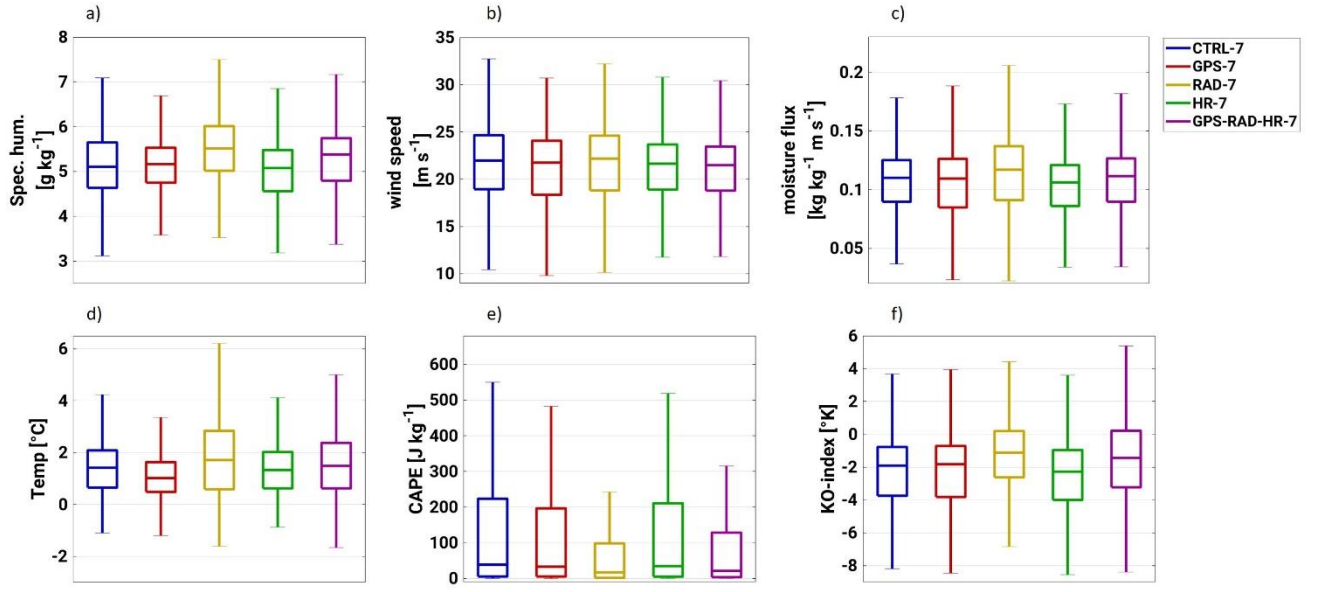 a)
Spec. hum.
[g kg⁻¹]
8
7
6
5
4
3
b)
wind speed
[m s⁻¹]
35
30
25
20
15
10
c)
moisture flux
[kg kg⁻¹ m s⁻¹]
0.2
0.15
0.1
0.05
CTRL-7
GPS-7
RAD-7
HR-7
GPS-RAD-HR-7
d)
Temp [°C]
6
4
2
0
-2
e)
CAPE [J kg⁻¹]
600
500
400
300
200
100
0
f)
KO-index [°K]
6
4
2
0
-2
-4
-6
-8